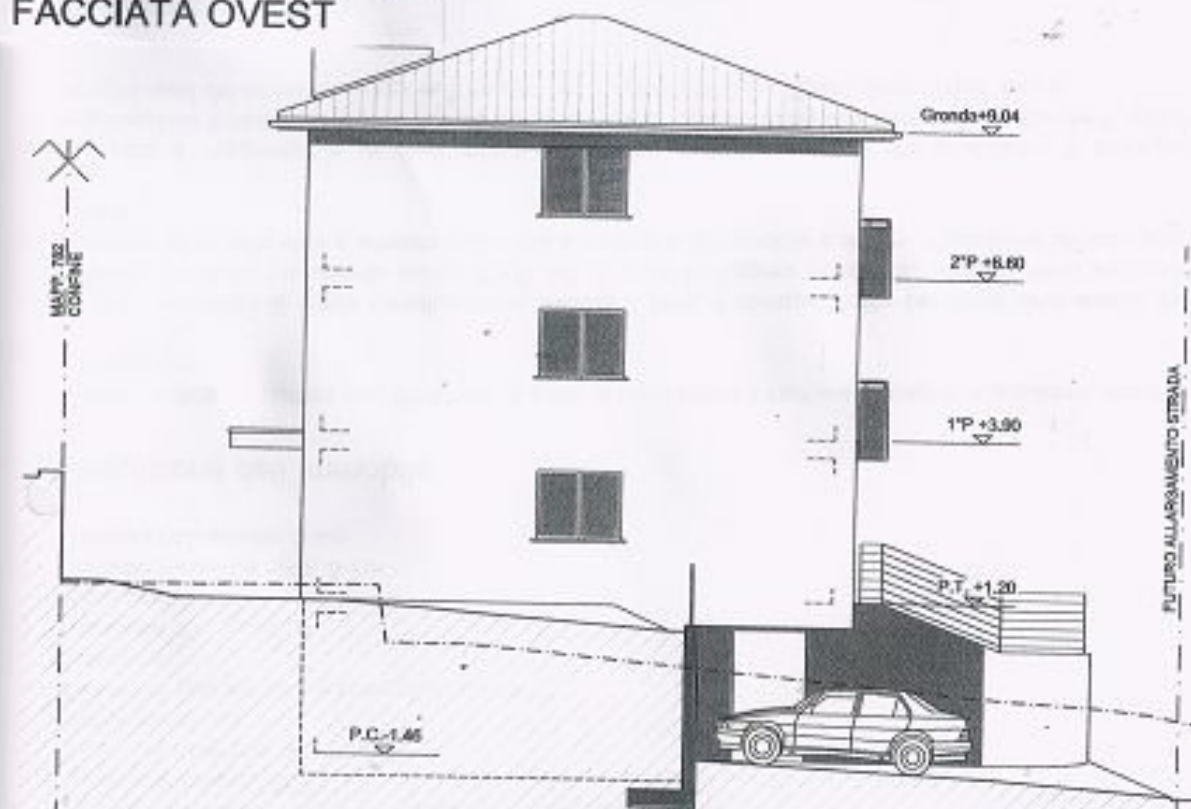 FACCIATA OVEST
Gronda+9.04
MAPP. 792
CONFINE
2°P +6.60
1°P +3.90
FUTURO ALLARGAMENTO STRADA
P.T. +1.20
P.C.-1.46